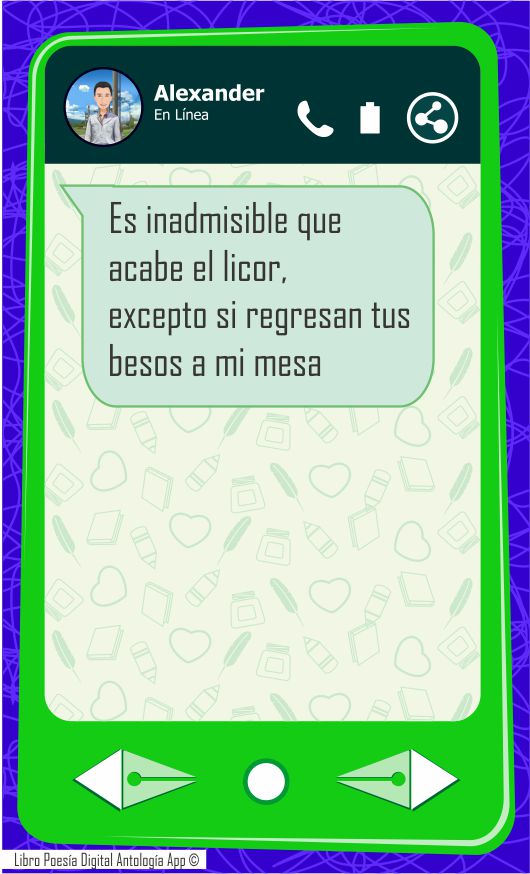 Alexander
En Línea
Es inadmisible que
acabe el licor,
excepto si regresan tus
besos a mi mesa
Libro Poesía Digital Antología App ©